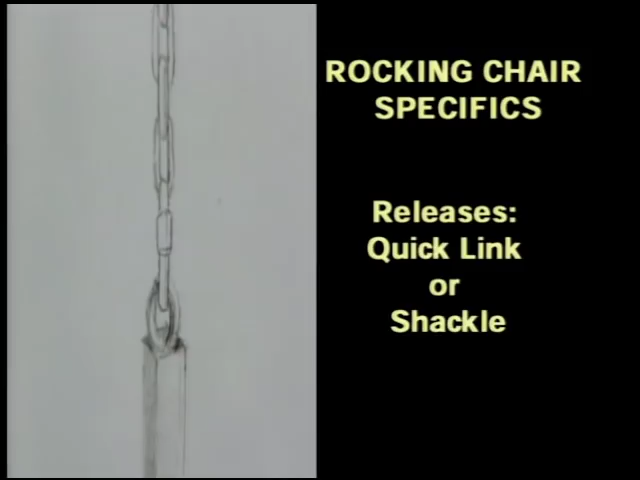 ROCKING CHAIR
SPECIFICS
Releases:
Quick Link
or
Shackle